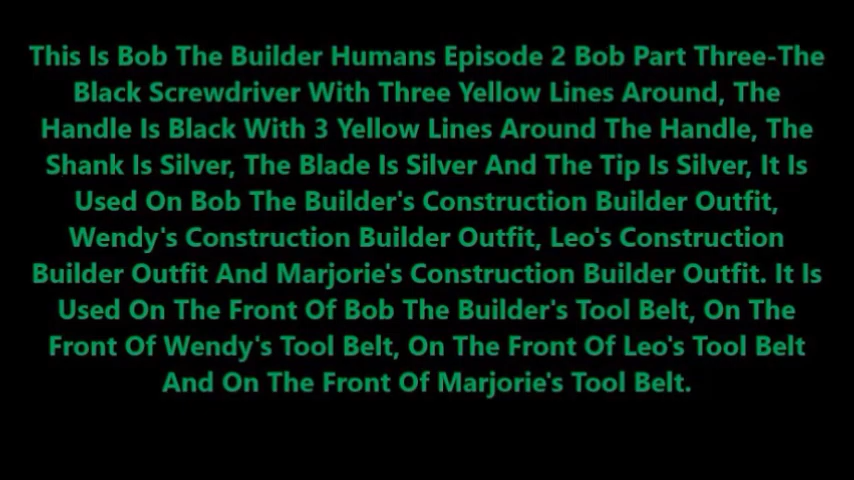 This Is Bob The Builder Humans Episode 2 Bob Part Three-The
Black Screwdriver With Three Yellow Lines Around, The
Handle Is Black With 3 Yellow Lines Around The Handle, The
Shank Is Silver, The Blade Is Silver And The Tip Is Silver, It Is
Used On Bob The Builder's Construction Builder Outfit,
Wendy's Construction Builder Outfit, Leo's Construction
Builder Outfit And Marjorie's Construction Builder Outfit. It Is
Used On The Front Of Bob The Builder's Tool Belt, On The
Front Of Wendy's Tool Belt, On The Front Of Leo's Tool Belt
And On The Front Of Marjorie's Tool Belt.